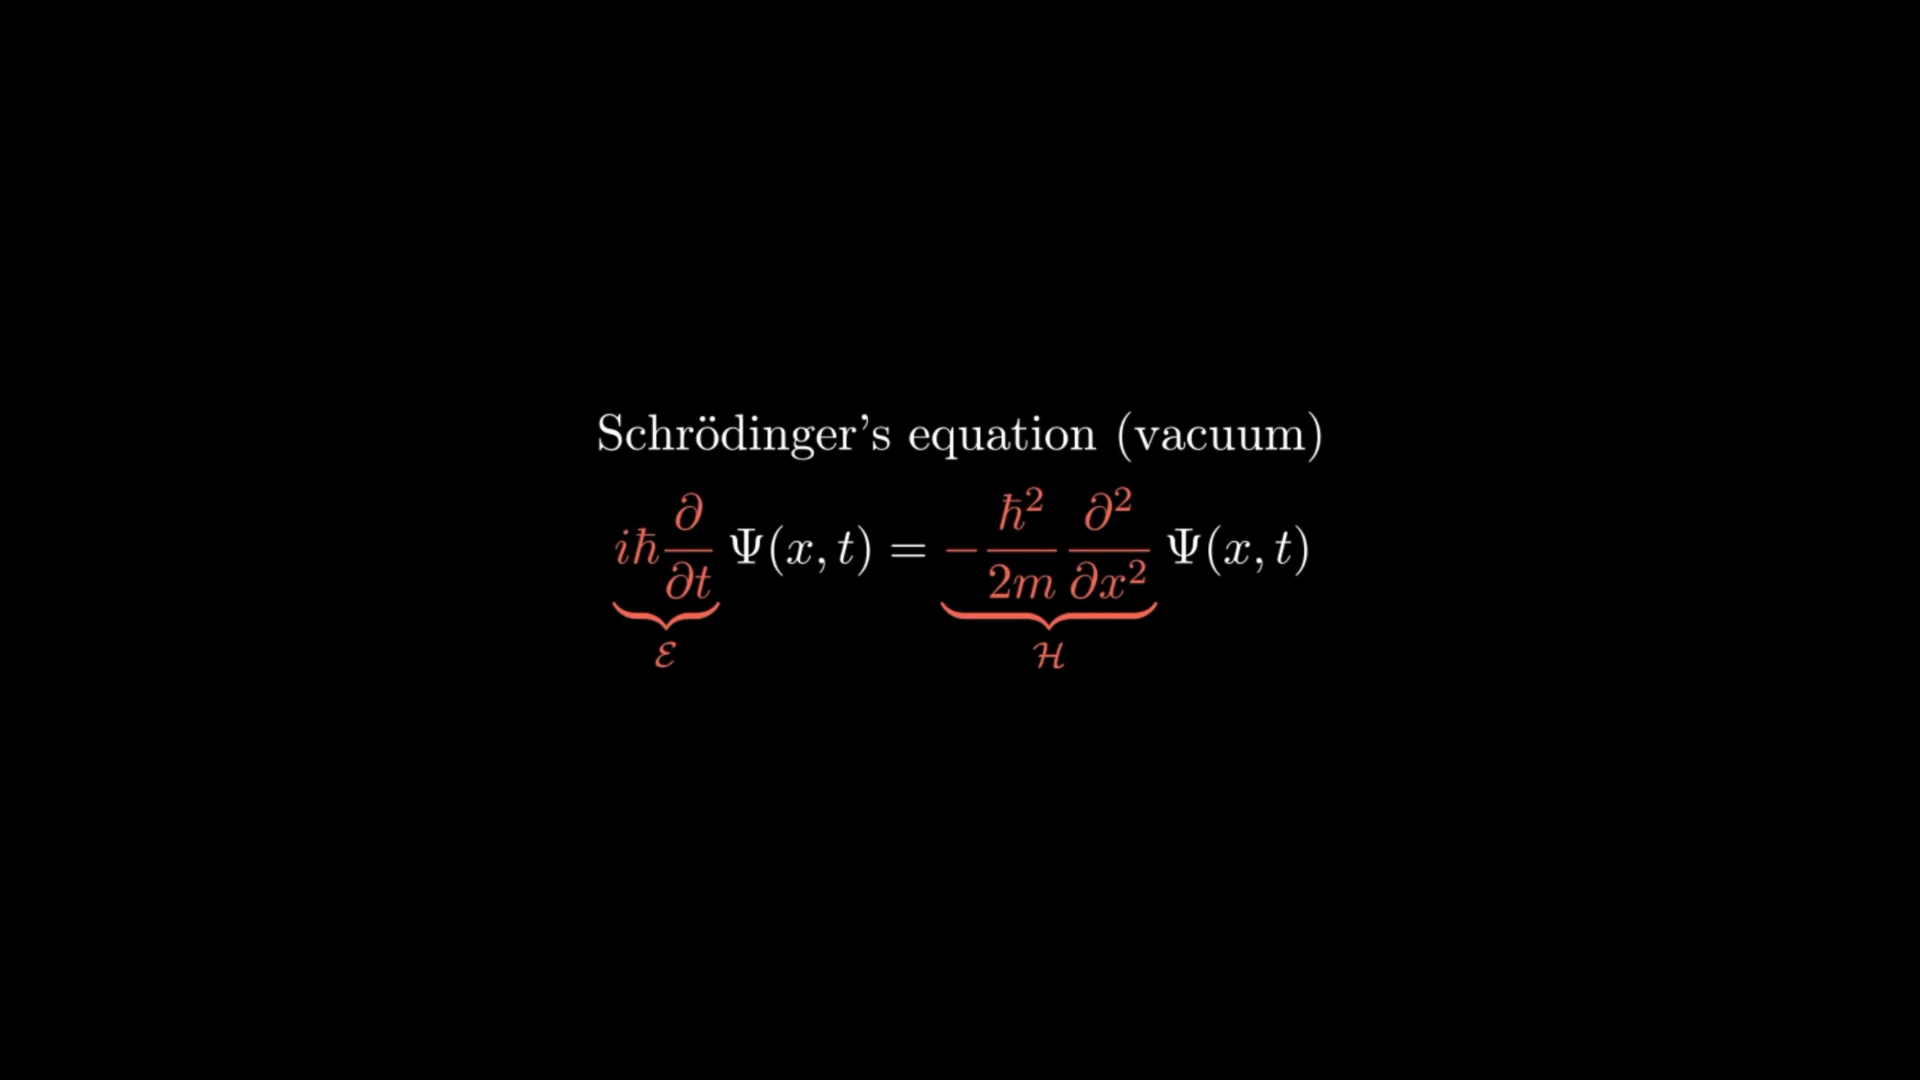 Schrödinger's equation (vacuum)
iℏ ∂/∂t Ψ(x, t) = − ℏ²/2m ∂²/∂x² Ψ(x, t)
ℰ ℋ